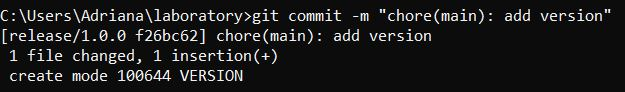 C:\Users\Adriana\laboratory>git commit -m "chore(main): add version"
[release/1.0.0 f26bc62] chore(main): add version
 1 file changed, 1 insertion(+)
 create mode 100644 VERSION